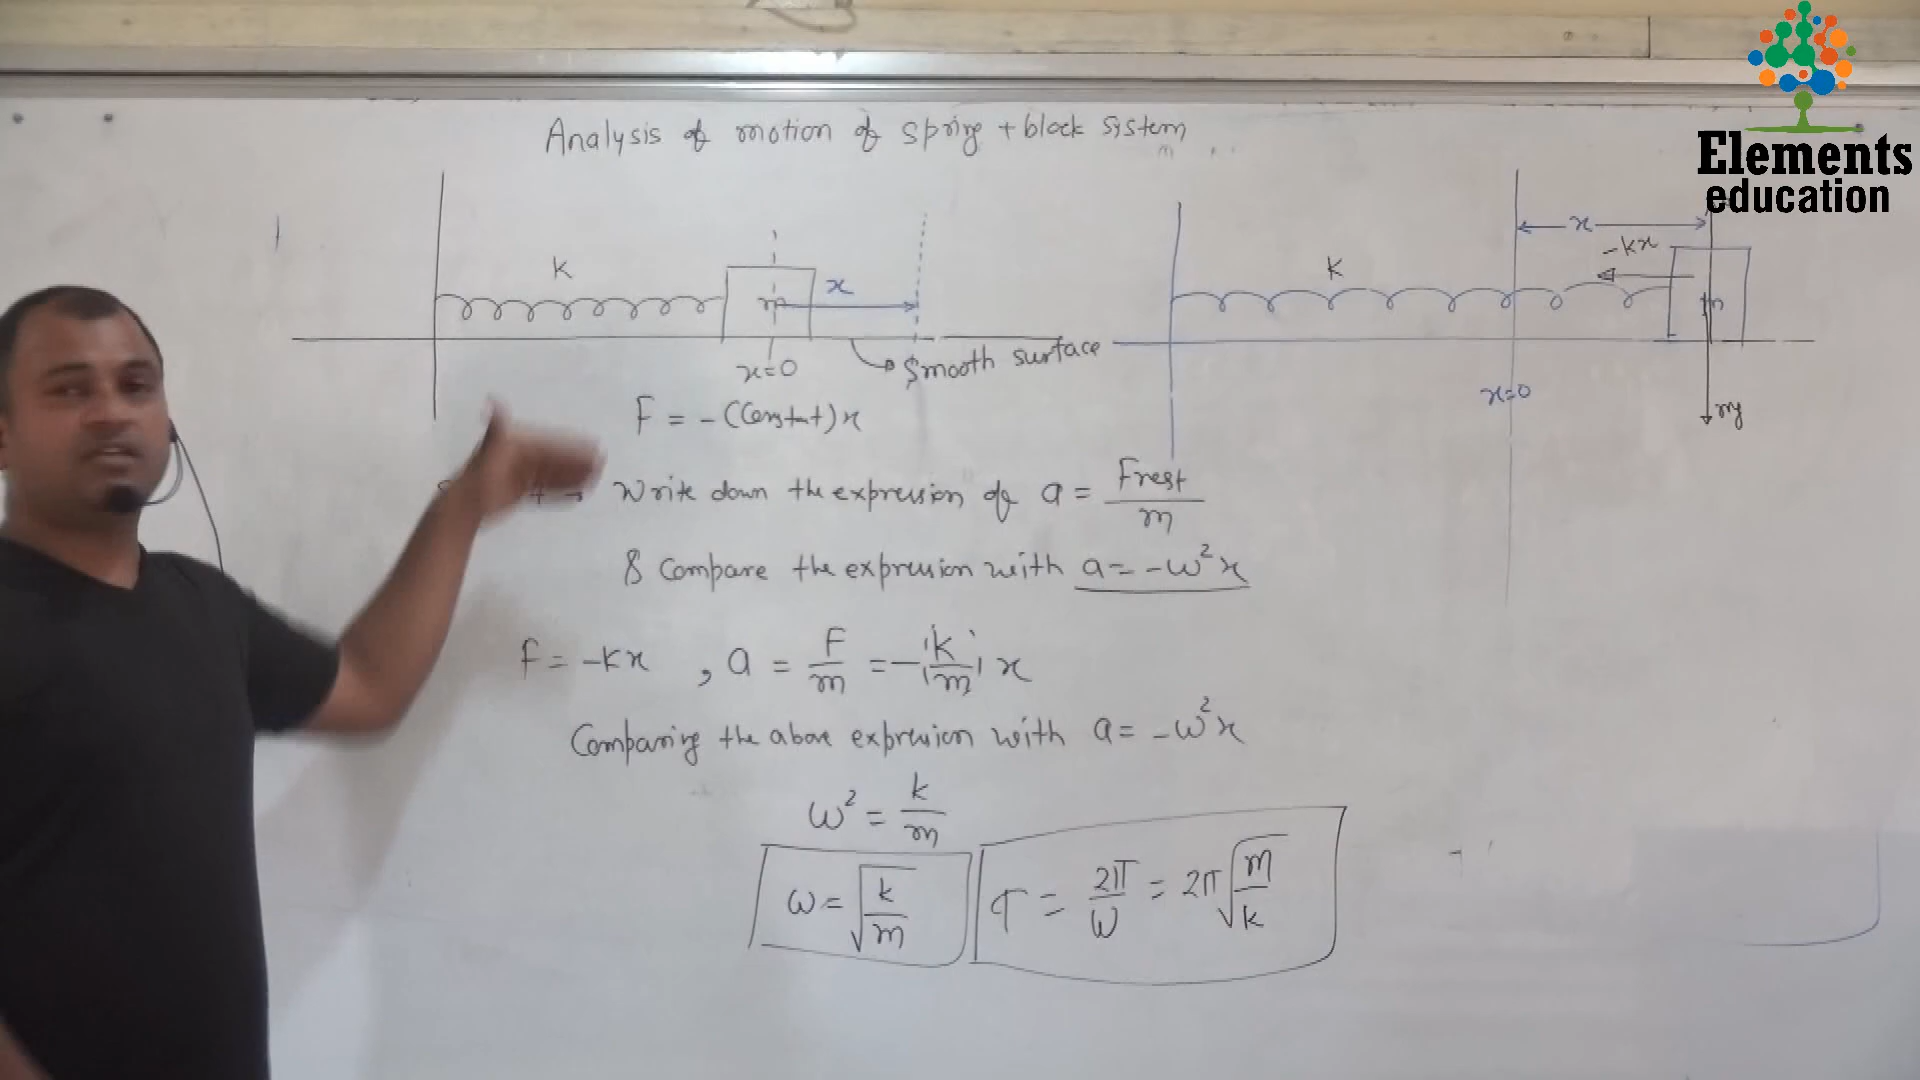 Elements
education
Analysis of motion of spring + block system
k
m
x
x=0
Smooth surface
k
x
-kx
x=0
mg
F = -(Constant)x
Write down the expression of a = Frest/m
& Compare the expression with a = -ω²x
F = -kx , a = F/m = -(k/m) x
Comparing the above expression with a = -ω²x
ω² = k/m
ω = √(k/m)
T = 2π/ω = 2π√(m/k)